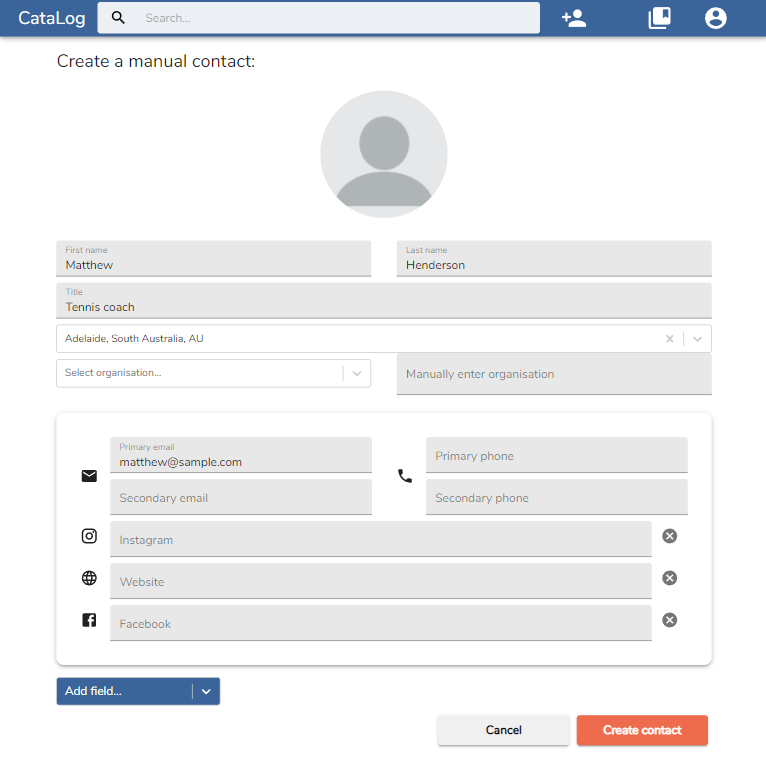 CataLog
Search...
Create a manual contact:
First name
Matthew
Last name
Henderson
Title
Tennis coach
Adelaide, South Australia, AU
Select organisation...
Manually enter organisation
Primary email
matthew@sample.com
Primary phone
Secondary email
Secondary phone
Instagram
Website
Facebook
Add field...
Cancel
Create contact